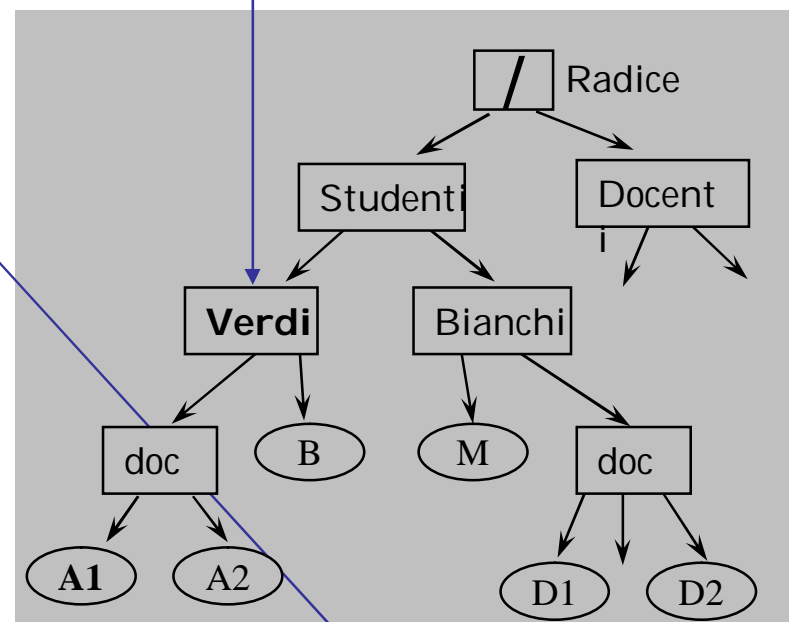 / Radice
Studenti
Docent
i
Verdi
Bianchi
doc
B
M
doc
A1
A2
D1
D2